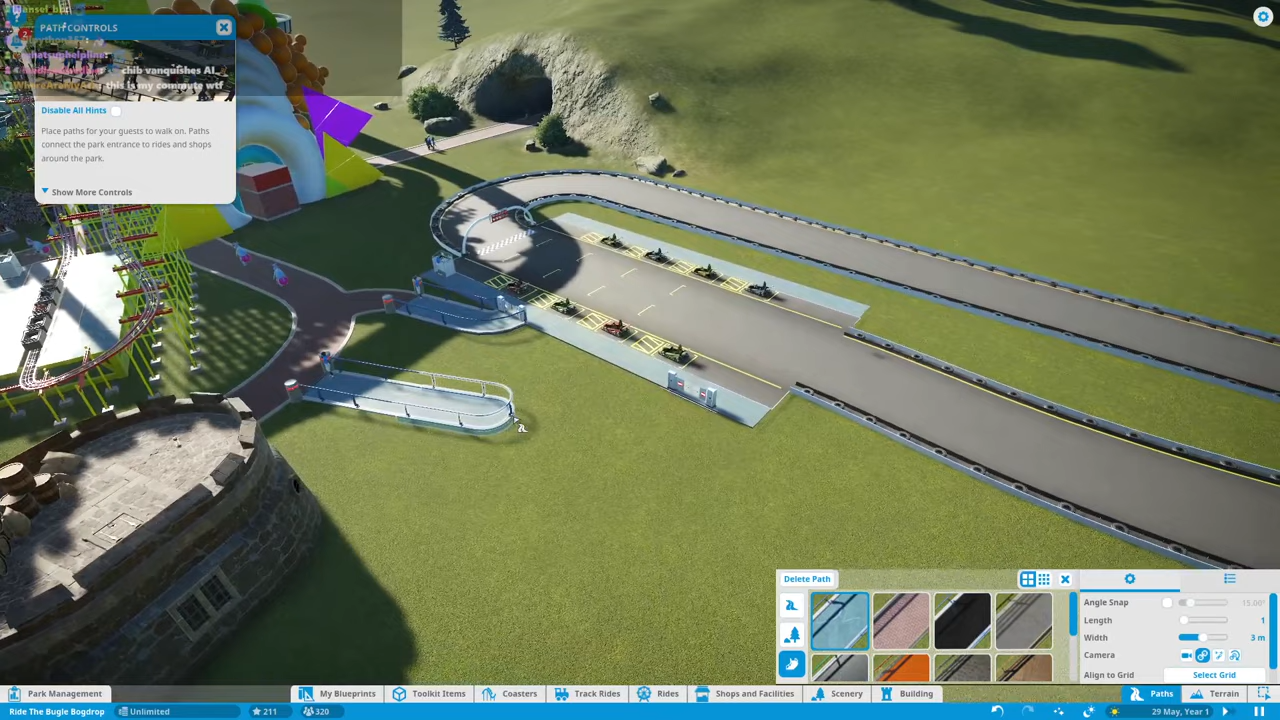 PATH CONTROLS
2
chib vanquishes AI
this is my commute wtf
Disable All Hints
Place paths for your guests to walk on. Paths
connect the park entrance to rides and shops
around the park.
Show More Controls
Delete Path
Angle Snap
15.00°
Length
1
Width
3 m
Camera
Align to Grid
Select Grid
Park Management
My Blueprints
Toolkit Items
Coasters
Track Rides
Rides
Shops and Facilities
Scenery
Building
Paths
Terrain
Ride The Bugle Bogdrop
Unlimited
211
320
29 May, Year 1